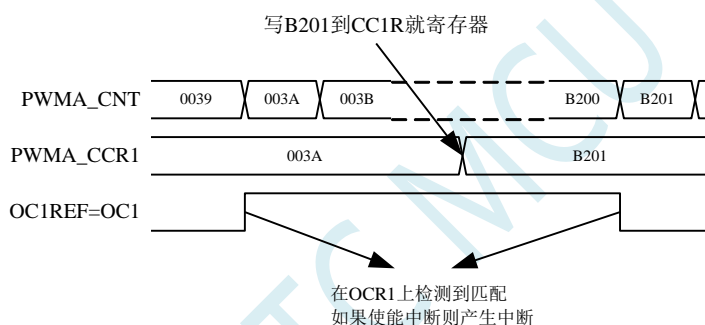 写B201到CC1R就寄存器
PWMA_CNT 0039 003A 003B B200 B201
PWMA_CCR1 003A B201
OC1REF=OC1
在OCR1上检测到匹配
如果使能中断则产生中断